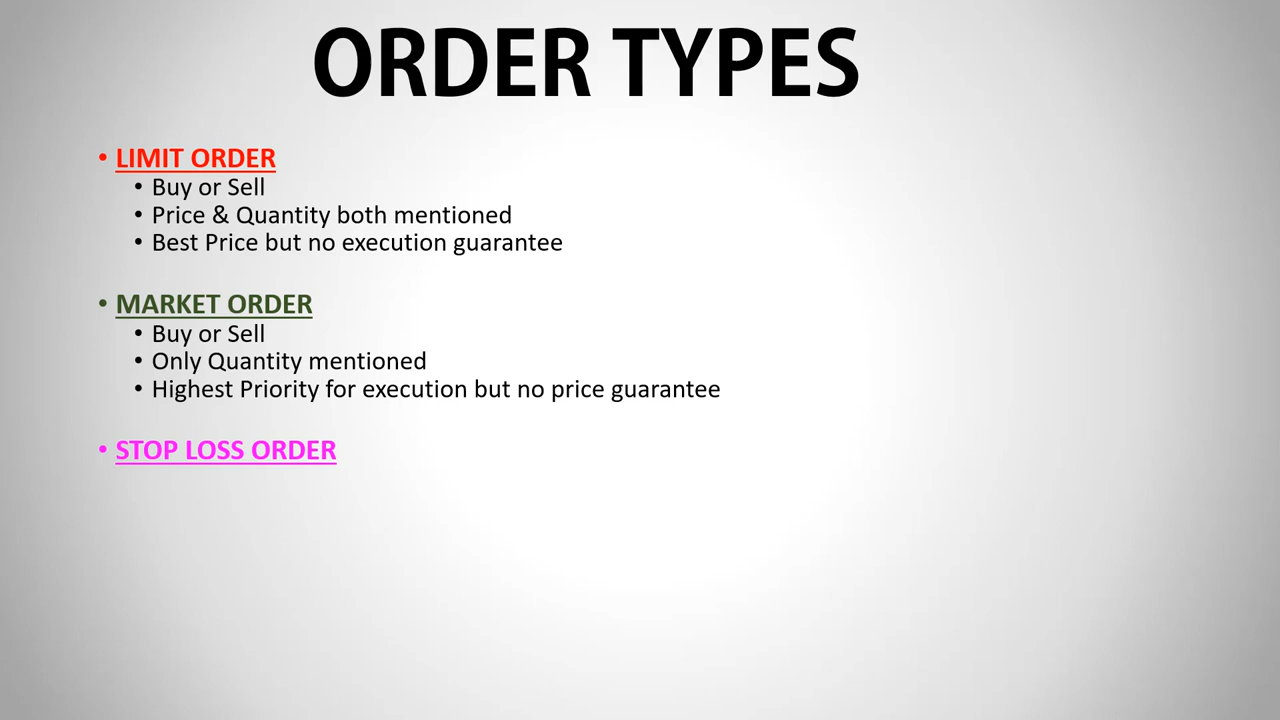 ORDER TYPES
• LIMIT ORDER
• Buy or Sell
• Price & Quantity both mentioned
• Best Price but no execution guarantee
• MARKET ORDER
• Buy or Sell
• Only Quantity mentioned
• Highest Priority for execution but no price guarantee
• STOP LOSS ORDER